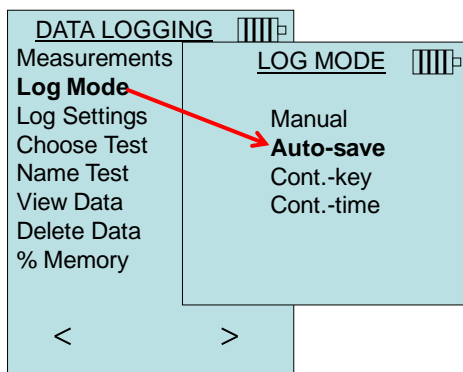 DATA LOGGING
Measurements
Log Mode
Log Settings
Choose Test
Name Test
View Data
Delete Data
% Memory
< >
LOG MODE
Manual
Auto-save
Cont.-key
Cont.-time